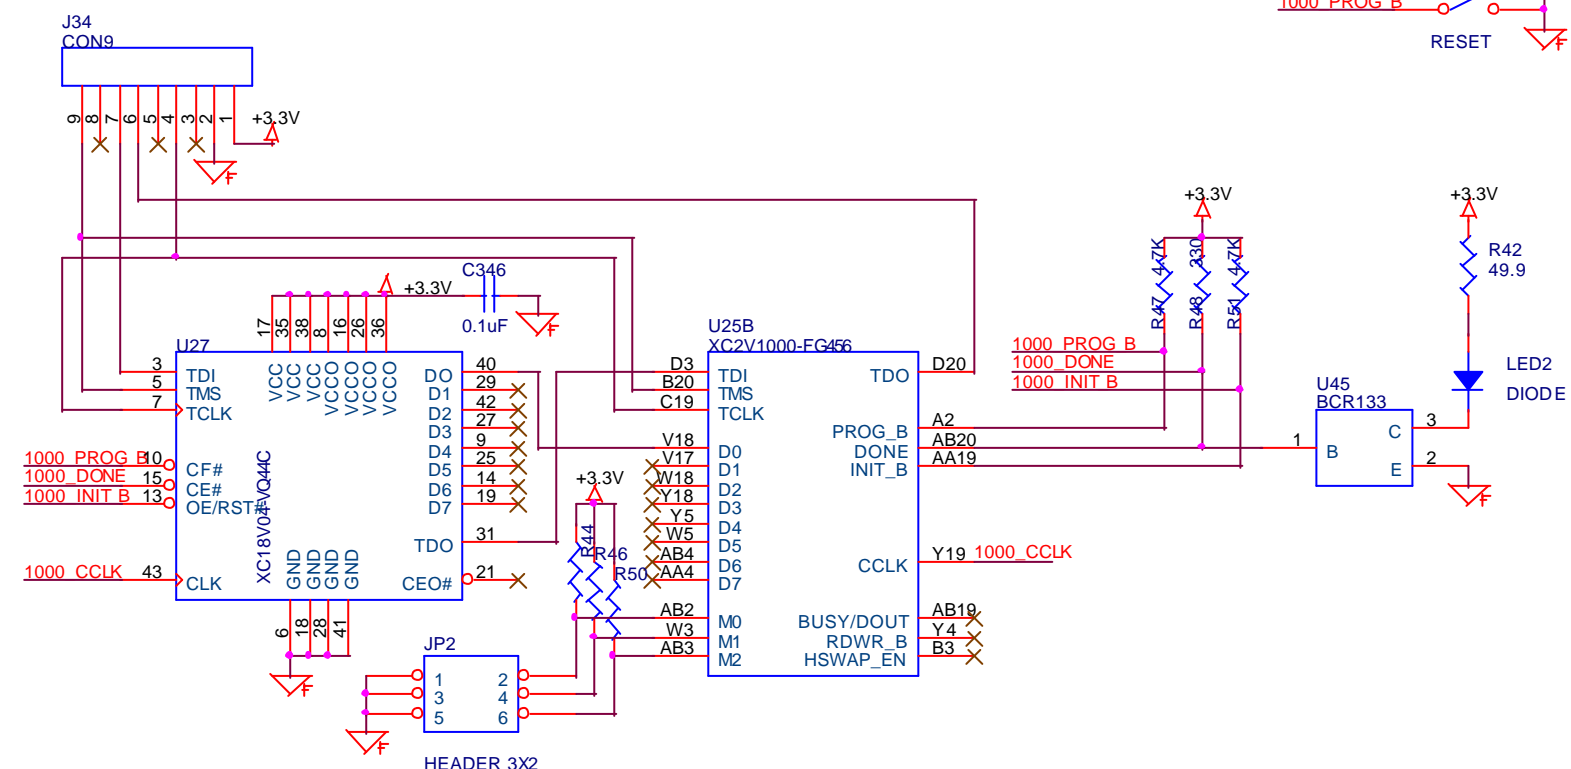 1000 PROG B
RESET
J34
CON9
9
8
7
6
5
4
3
2
1
+3.3V
F
F
+3.3V
+3.3V
R47 4.7K
R48 330
R51 4.7K
R42
49.9
C346
+3.3V
0.1uF
F
17
35
38
8
16
26
36
U27
VCC
VCC
VCC
VCCO
VCCO
VCCO
VCCO
3 TDI
5 TMS
7 TCLK
1000_PROG_B 10 CF#
1000_DONE 15 CE#
1000_INIT B 13 OE/RST#
1000_CCLK 43 CLK
XC18V04-VQ44C
DO 40
D1 29
D2 42
D3 27
D4 9
D5 25
D6 14
D7 19
TDO 31
CEO# 21
GND
GND
GND
GND
6
18
28
41
F
+3.3V
R44
R46
R50
JP2
1 2
3 4
5 6
F
HEADER 3X2
U25B
XC2V1000-FG456
D3 TDI
B20 TMS
C19 TCLK
V18 D0
V17 D1
W18 D2
Y18 D3
Y5 D4
W5 D5
AB4 D6
AA4 D7
AB2 M0
W3 M1
AB3 M2
TDO D20
PROG_B A2
DONE AB20
INIT_B AA19
CCLK Y19 1000_CCLK
BUSY/DOUT AB19
RDWR_B Y4
HSWAP_EN B3
1000_PROG_B
1000_DONE
1000_INIT B
U45
BCR133
1 B
C 3
E 2
F
LED2
DIODE